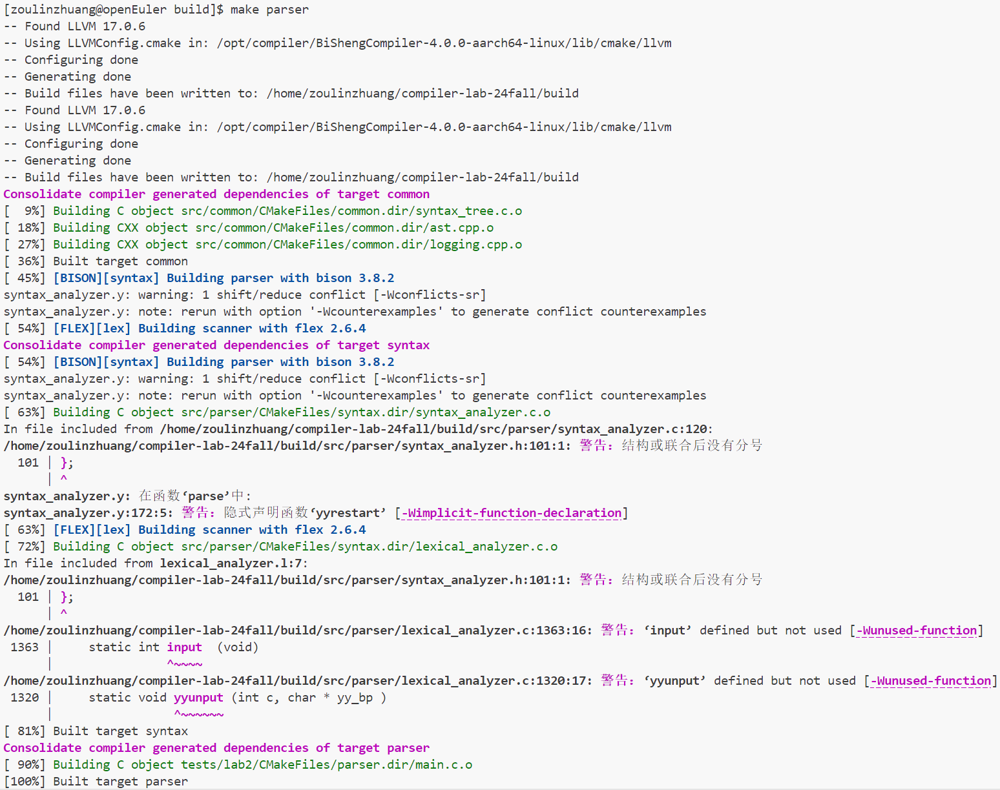 [zoulinzhuang@openEuler build]$ make parser
-- Found LLVM 17.0.6
-- Using LLVMConfig.cmake in: /opt/compiler/BiShengCompiler-4.0.0-aarch64-linux/lib/cmake/llvm
-- Configuring done
-- Generating done
-- Build files have been written to: /home/zoulinzhuang/compiler-lab-24fall/build
-- Found LLVM 17.0.6
-- Using LLVMConfig.cmake in: /opt/compiler/BiShengCompiler-4.0.0-aarch64-linux/lib/cmake/llvm
-- Configuring done
-- Generating done
-- Build files have been written to: /home/zoulinzhuang/compiler-lab-24fall/build
Consolidate compiler generated dependencies of target common
[  9%] Building C object src/common/CMakeFiles/common.dir/syntax_tree.c.o
[ 18%] Building CXX object src/common/CMakeFiles/common.dir/ast.cpp.o
[ 27%] Building CXX object src/common/CMakeFiles/common.dir/logging.cpp.o
[ 36%] Built target common
[ 45%] [BISON][syntax] Building parser with bison 3.8.2
syntax_analyzer.y: warning: 1 shift/reduce conflict [-Wconflicts-sr]
syntax_analyzer.y: note: rerun with option '-Wcounterexamples' to generate conflict counterexamples
[ 54%] [FLEX][lex] Building scanner with flex 2.6.4
Consolidate compiler generated dependencies of target syntax
[ 54%] [BISON][syntax] Building parser with bison 3.8.2
syntax_analyzer.y: warning: 1 shift/reduce conflict [-Wconflicts-sr]
syntax_analyzer.y: note: rerun with option '-Wcounterexamples' to generate conflict counterexamples
[ 63%] Building C object src/parser/CMakeFiles/syntax.dir/syntax_analyzer.c.o
In file included from /home/zoulinzhuang/compiler-lab-24fall/build/src/parser/syntax_analyzer.c:120:
/home/zoulinzhuang/compiler-lab-24fall/build/src/parser/syntax_analyzer.h:101:1: 警告：结构或联合后没有分号
  101 | };
      | ^
syntax_analyzer.y: 在函数‘parse’中:
syntax_analyzer.y:172:5: 警告：隐式声明函数‘yyrestart’ [-Wimplicit-function-declaration]
[ 63%] [FLEX][lex] Building scanner with flex 2.6.4
[ 72%] Building C object src/parser/CMakeFiles/syntax.dir/lexical_analyzer.c.o
In file included from lexical_analyzer.l:7:
/home/zoulinzhuang/compiler-lab-24fall/build/src/parser/syntax_analyzer.h:101:1: 警告：结构或联合后没有分号
  101 | };
      | ^
/home/zoulinzhuang/compiler-lab-24fall/build/src/parser/lexical_analyzer.c:1363:16: 警告：‘input’ defined but not used [-Wunused-function]
 1363 |     static int input  (void)
      |                ^~~~~
/home/zoulinzhuang/compiler-lab-24fall/build/src/parser/lexical_analyzer.c:1320:17: 警告：‘yyunput’ defined but not used [-Wunused-function]
 1320 |     static void yyunput (int c, char * yy_bp )
      |                 ^~~~~~~
[ 81%] Built target syntax
Consolidate compiler generated dependencies of target parser
[ 90%] Building C object tests/lab2/CMakeFiles/parser.dir/main.c.o
[100%] Built target parser